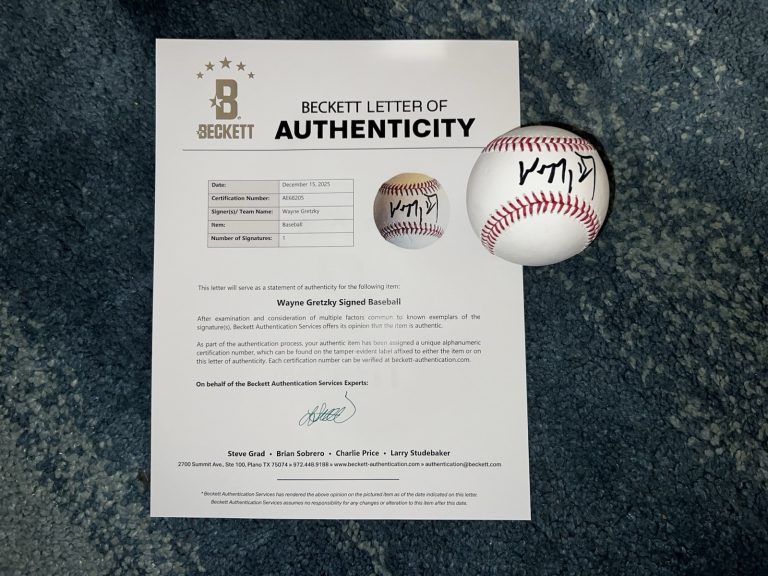 B
BECKETT
BECKETT LETTER OF
AUTHENTICITY
Date: December 15, 2025
Certification Number: AE68205
Signer(s)/ Team Name: Wayne Gretzky
Item: Baseball
Number of Signatures: 1
This letter will serve as a statement of authenticity for the following item:
Wayne Gretzky Signed Baseball
After examination and consideration of multiple factors common to known exemplars of the
signature(s), Beckett Authentication Services offers its opinion that the item is authentic.
As part of the authentication process, your authentic item has been assigned a unique alphanumeric
certification number, which can be found on the tamper-evident label affixed to either the item or on
this letter of authenticity. Each certification number can be verified at beckett-authentication.com.
On behalf of the Beckett Authentication Services Experts:
Steve Grad • Brian Sobrero • Charlie Price • Larry Studebaker
2700 Summit Ave, Ste 100, Plano TX 75074 » 972.448.9188 » www.beckett-authentication.com » authentication@beckett.com
* Beckett Authentication Services has rendered the above opinion on the pictured item as of the date indicated on this letter.
Beckett Authentication Services assumes no responsibility for any changes or alteration to this item after this date.